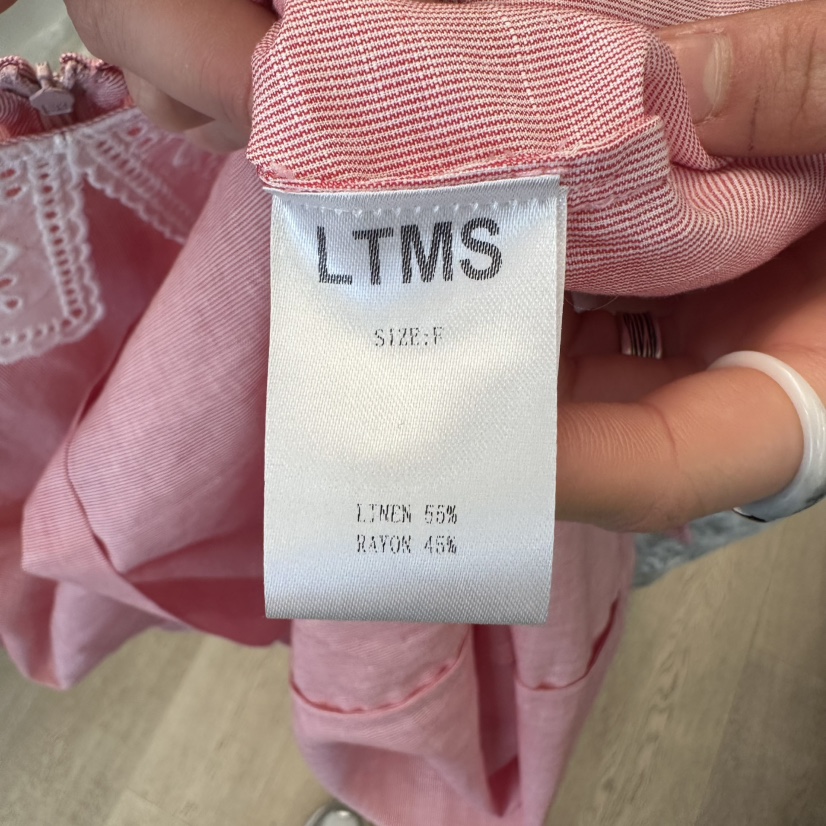 LTMS
SIZE:F
LINEN 55%
RAYON 45%